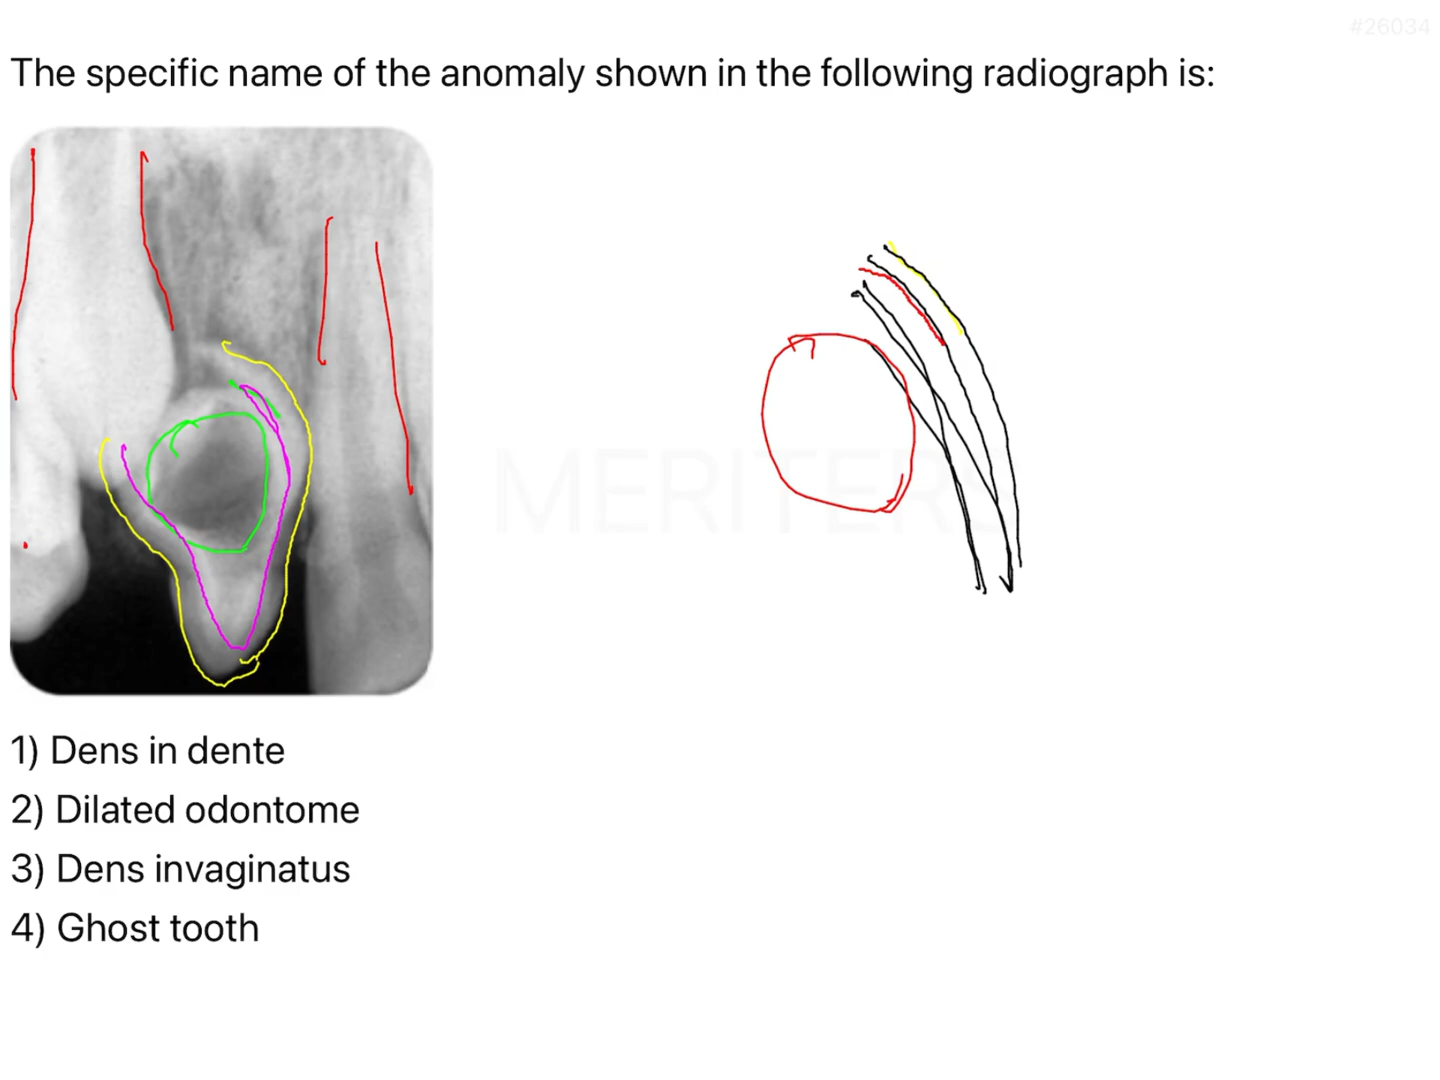 #26034
The specific name of the anomaly shown in the following radiograph is:
MERITERS
1) Dens in dente
2) Dilated odontome
3) Dens invaginatus
4) Ghost tooth